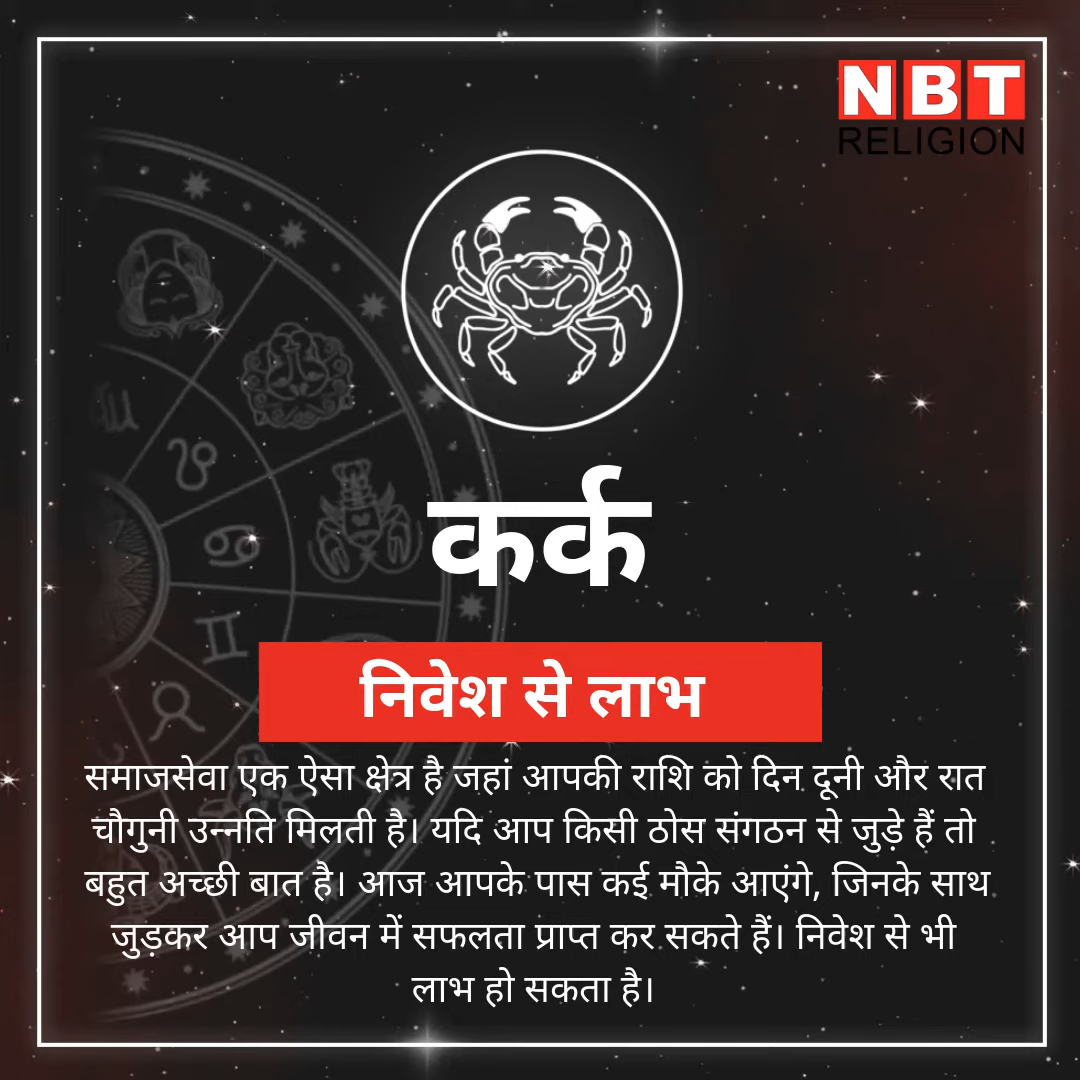 NBT
RELIGION
कर्क
निवेश से लाभ
समाजसेवा एक ऐसा क्षेत्र है जहां आपकी राशि को दिन दूनी और रात
चौगुनी उन्नति मिलती है। यदि आप किसी ठोस संगठन से जुड़े हैं तो
बहुत अच्छी बात है। आज आपके पास कई मौके आएंगे, जिनके साथ
जुड़कर आप जीवन में सफलता प्राप्त कर सकते हैं। निवेश से भी
लाभ हो सकता है।